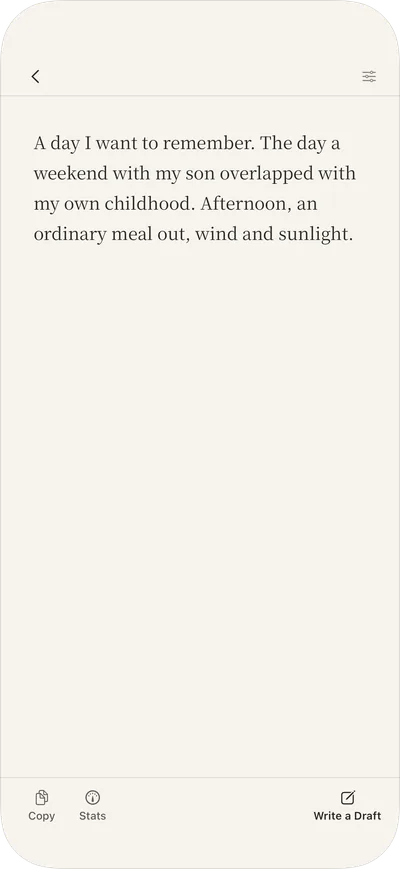 A day I want to remember. The day a
weekend with my son overlapped with
my own childhood. Afternoon, an
ordinary meal out, wind and sunlight.
Copy
Stats
Write a Draft